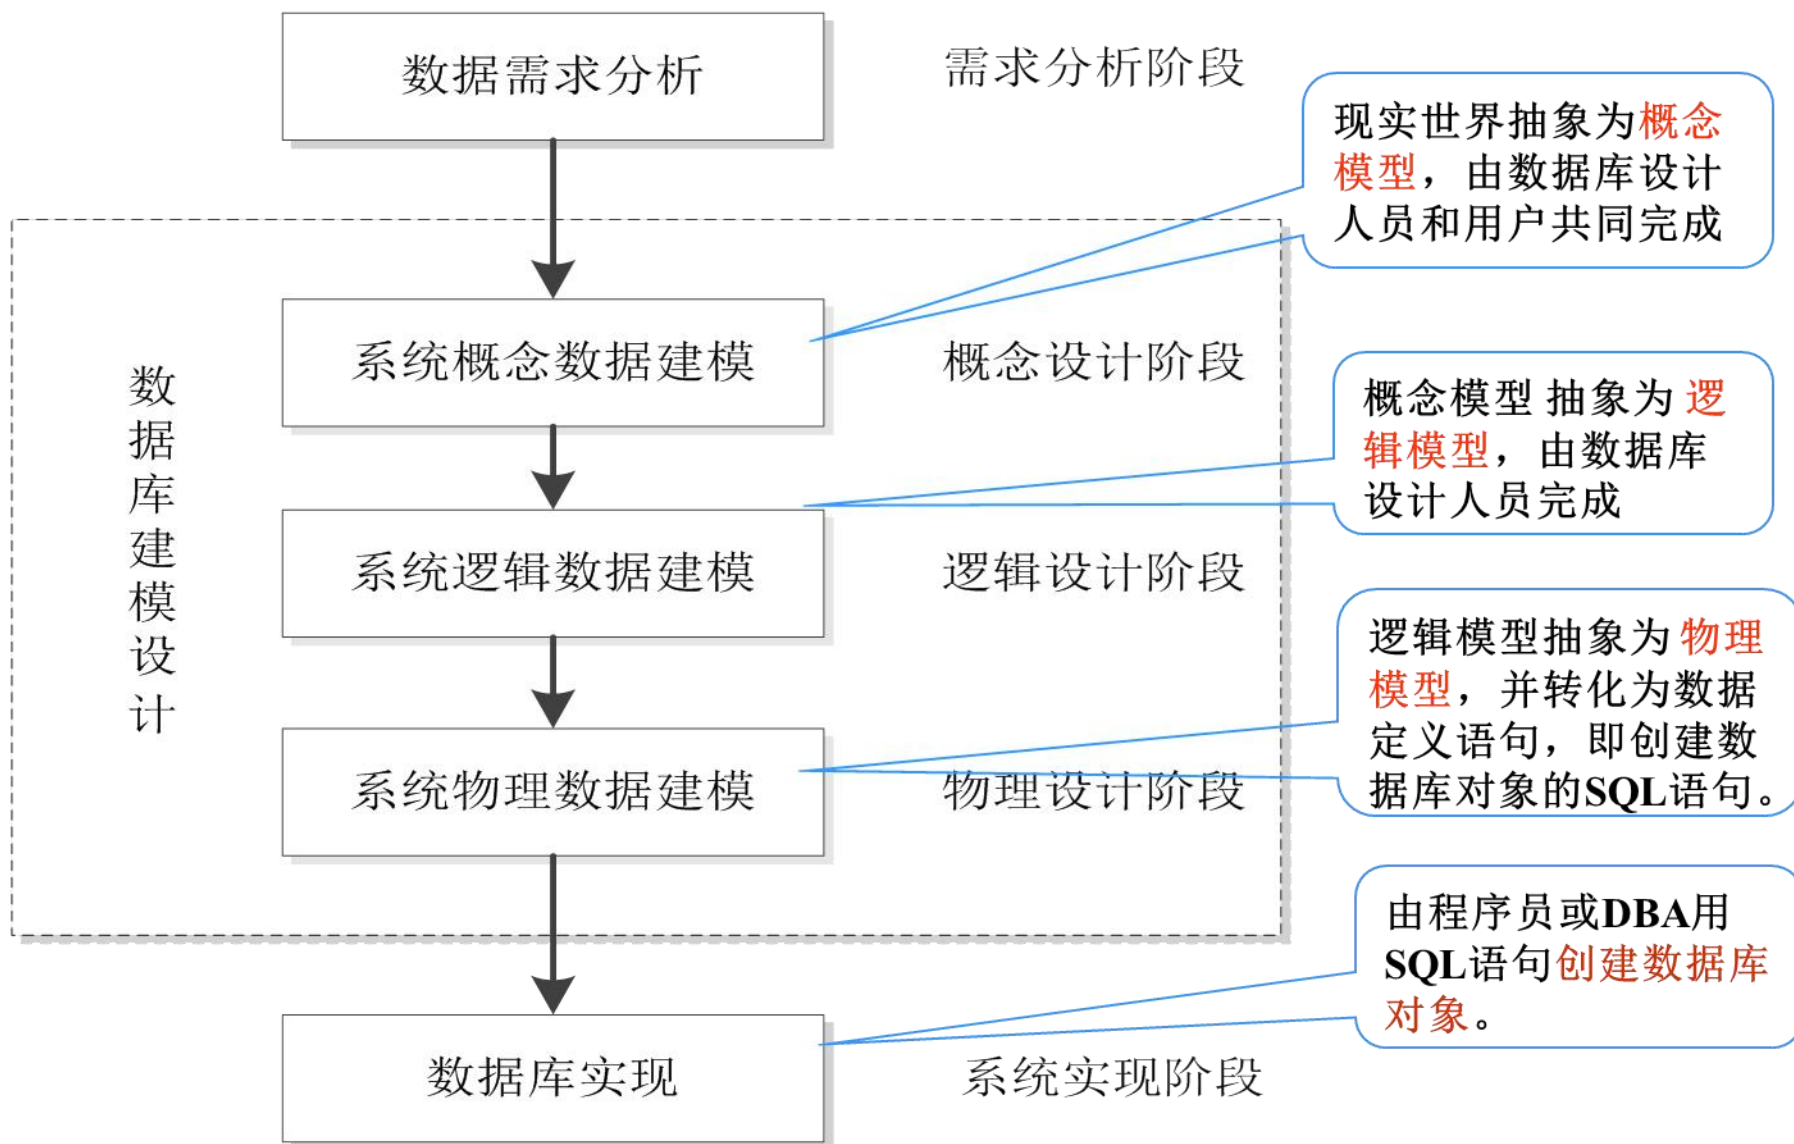 数据需求分析
需求分析阶段
现实世界抽象为概念
模型，由数据库设计
人员和用户共同完成
数据库建模设计
系统概念数据建模
概念设计阶段
概念模型 抽象为 逻
辑模型，由数据库
设计人员完成
系统逻辑数据建模
逻辑设计阶段
逻辑模型抽象为 物理
模型，并转化为数据
定义语句，即创建数
据库对象的SQL语句。
系统物理数据建模
物理设计阶段
由程序员或DBA用
SQL语句创建数据库
对象。
数据库实现
系统实现阶段